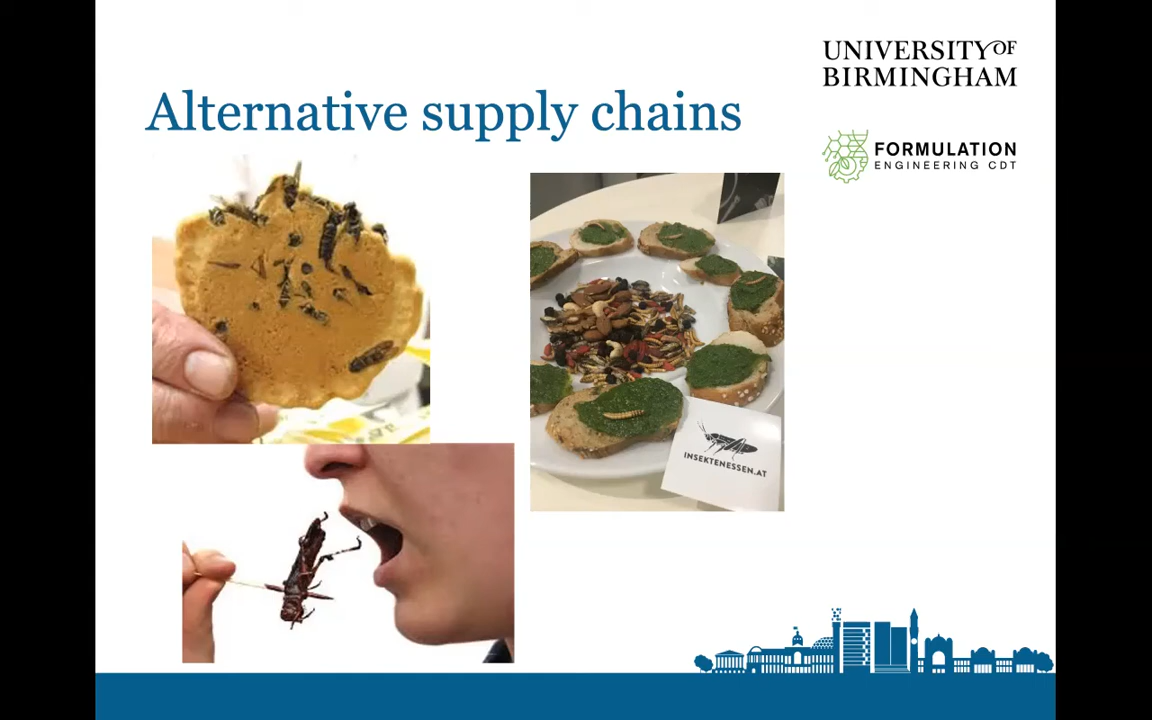 UNIVERSITY OF
BIRMINGHAM
Alternative supply chains
FORMULATION
ENGINEERING CDT
INSEKTENESSEN.AT